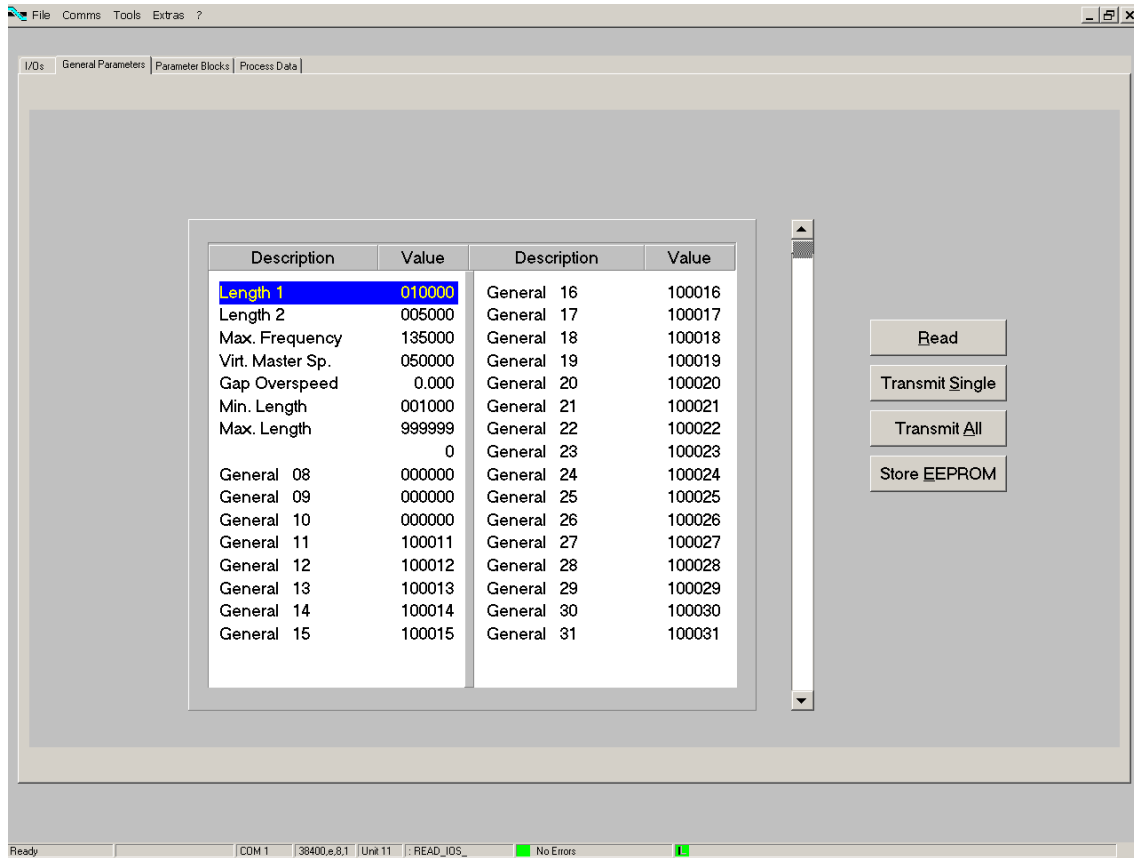 File Comms Tools Extras ?
I/Os General Parameters Parameter Blocks Process Data
Description Value Description Value
Length 1 010000 General 16 100016
Length 2 005000 General 17 100017
Max. Frequency 135000 General 18 100018
Virt. Master Sp. 050000 General 19 100019
Gap Overspeed 0.000 General 20 100020
Min. Length 001000 General 21 100021
Max. Length 999999 General 22 100022
0 General 23 100023
General 08 000000 General 24 100024
General 09 000000 General 25 100025
General 10 000000 General 26 100026
General 11 100011 General 27 100027
General 12 100012 General 28 100028
General 13 100013 General 29 100029
General 14 100014 General 30 100030
General 15 100015 General 31 100031
Read
Transmit Single
Transmit All
Store EEPROM
Ready COM 1 38400,e,8,1 Unit 11 : READ_IOS_ No Errors